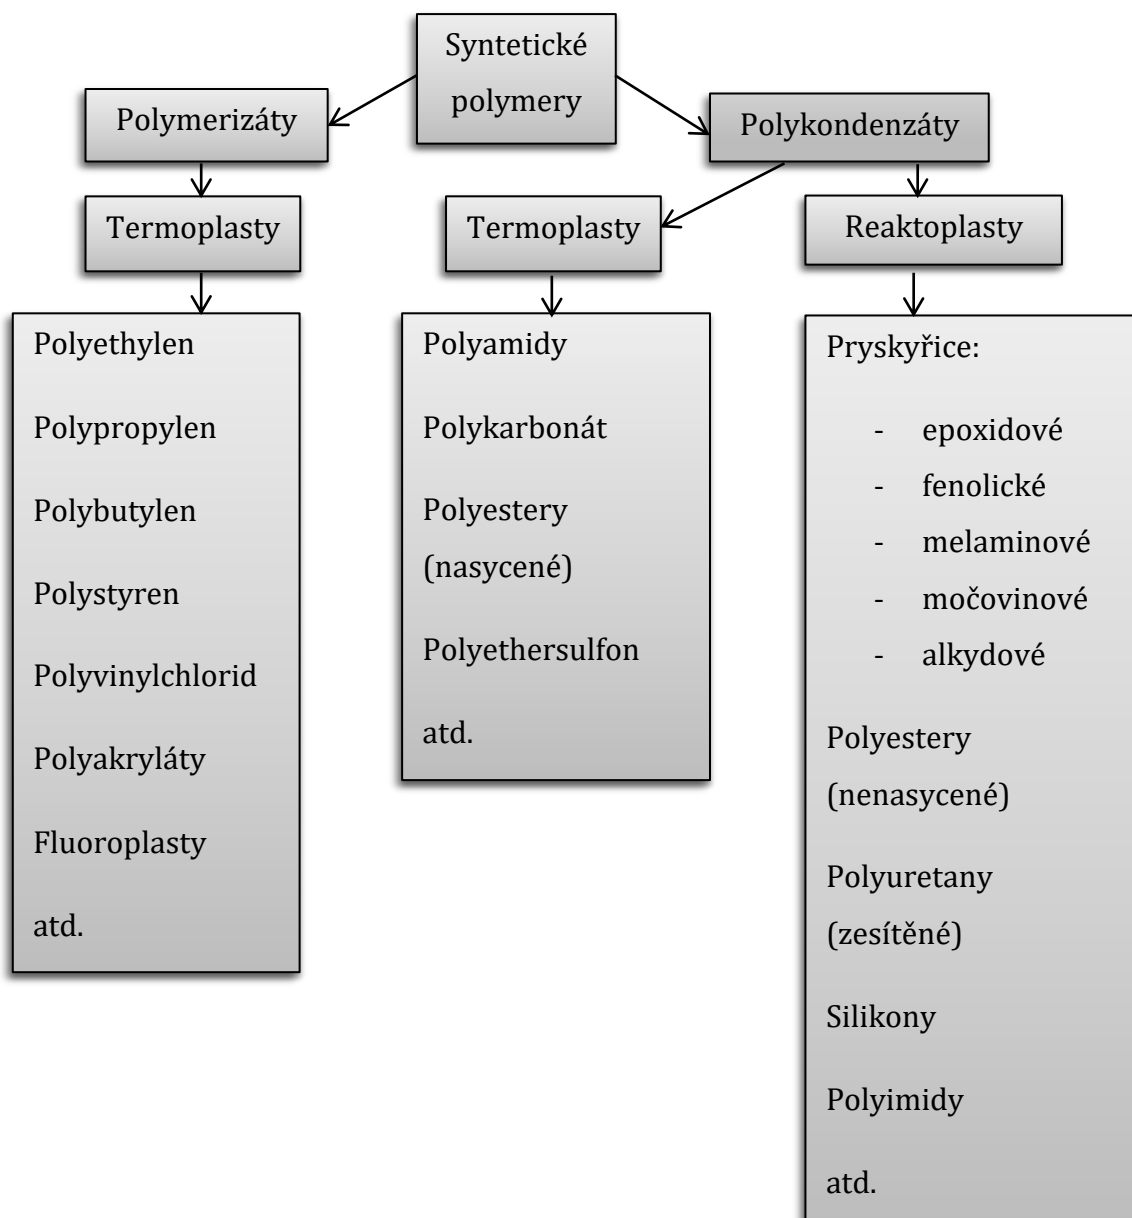 Syntetické
polymery
Polymerizáty
Polykondenzáty
Termoplasty
Termoplasty
Reaktoplasty
Polyethylen
Polypropylen
Polybutylen
Polystyren
Polyvinylchlorid
Polyakryláty
Fluoroplasty
atd.
Polyamidy
Polykarbonát
Polyestery
(nasycené)
Polyethersulfon
atd.
Pryskyřice:
- epoxidové
- fenolické
- melaminové
- močovinové
- alkydové
Polyestery
(nenasycené)
Polyuretany
(zesítěné)
Silikony
Polyimidy
atd.